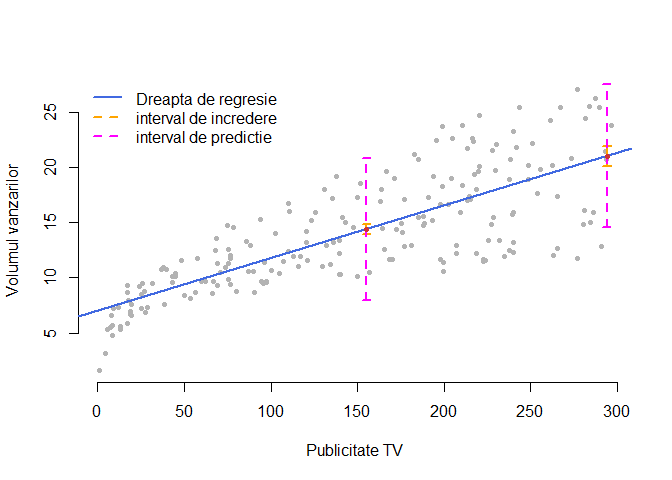 Dreapta de regresie
interval de incredere
interval de predictie
25
20
15
10
5
Volumul vanzarilor
0 50 100 150 200 250 300
Publicitate TV